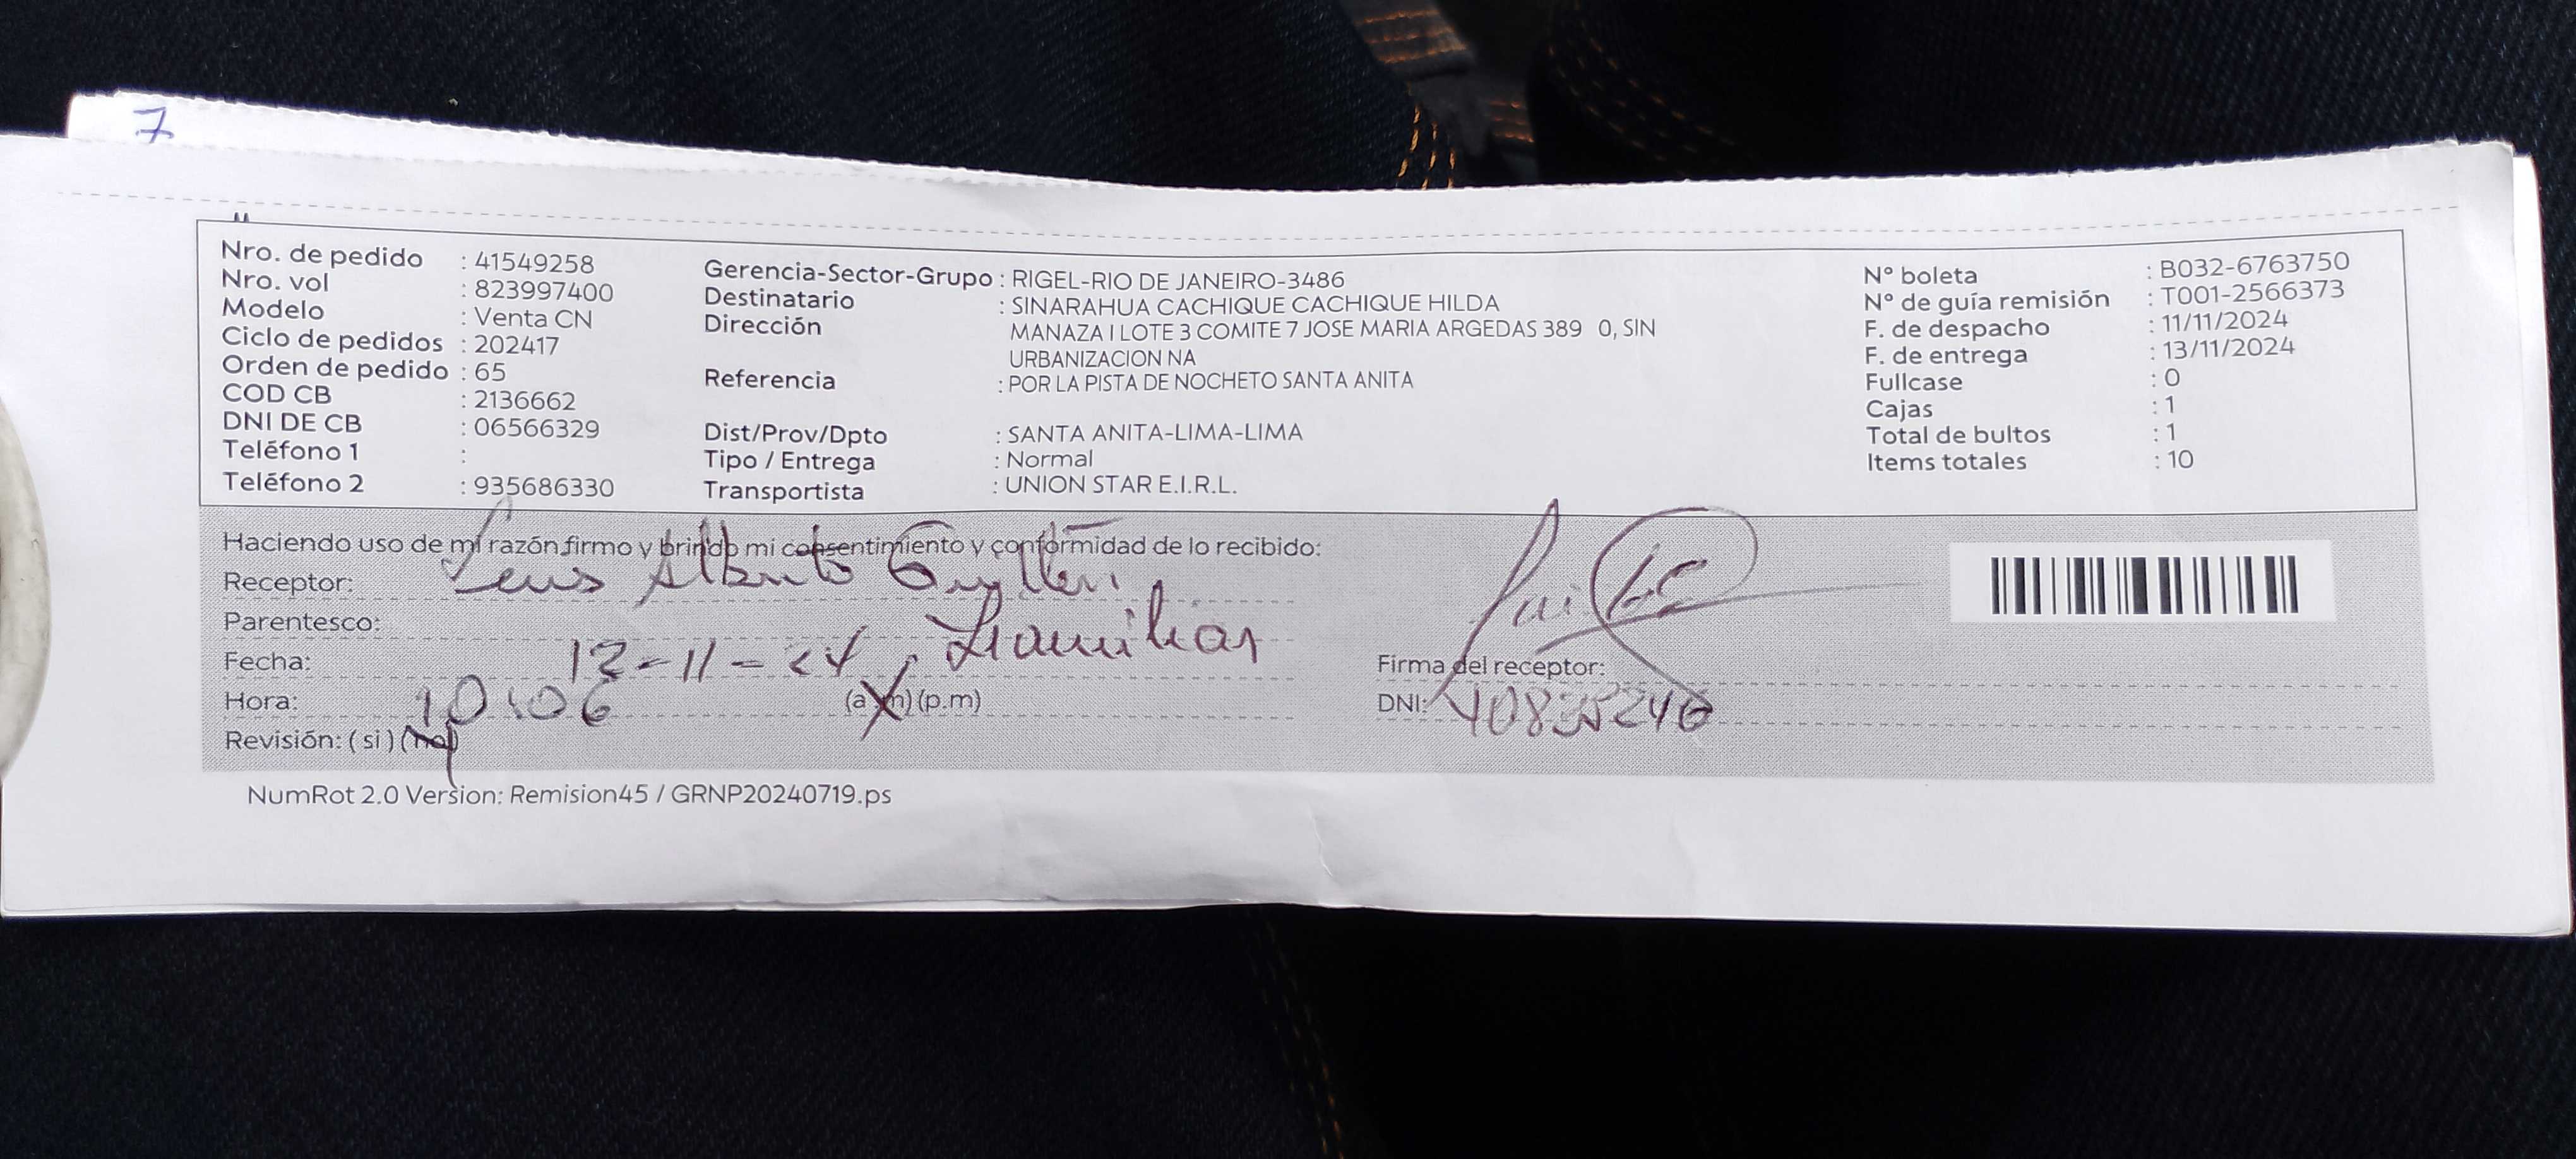 7
Nro. de pedido : 41549258
Nro. vol : 823997400
Modelo : Venta CN
Ciclo de pedidos : 202417
Orden de pedido : 65
COD CB : 2136662
DNI DE CB : 06566329
Teléfono 1 :
Teléfono 2 : 935686330
Gerencia-Sector-Grupo : RIGEL-RIO DE JANEIRO-3486
Destinatario : SINARAHUA CACHIQUE CACHIQUE HILDA
Dirección MANAZA I LOTE 3 COMITE 7 JOSE MARIA ARGEDAS 389 0, SIN
URBANIZACION NA
Referencia : POR LA PISTA DE NOCHETO SANTA ANITA
Dist/Prov/Dpto : SANTA ANITA-LIMA-LIMA
Tipo / Entrega : Normal
Transportista : UNION STAR E.I.R.L.
N° boleta : B032-6763750
N° de guía remisión : T001-2566373
F. de despacho : 11/11/2024
F. de entrega : 13/11/2024
Fullcase : 0
Cajas : 1
Total de bultos : 1
Items totales : 10
Haciendo uso de mi razón firmo y brindo mi consentimiento y conformidad de lo recibido:
Receptor: Alberto
Parentesco: Familiar
Fecha: -11-24
Hora: 10:06 (a.m) (p.m)
Revisión: ( si ) (no)
Firma del receptor:
DNI:
NumRot 2.0 Version: Remision45 / GRNP20240719.ps